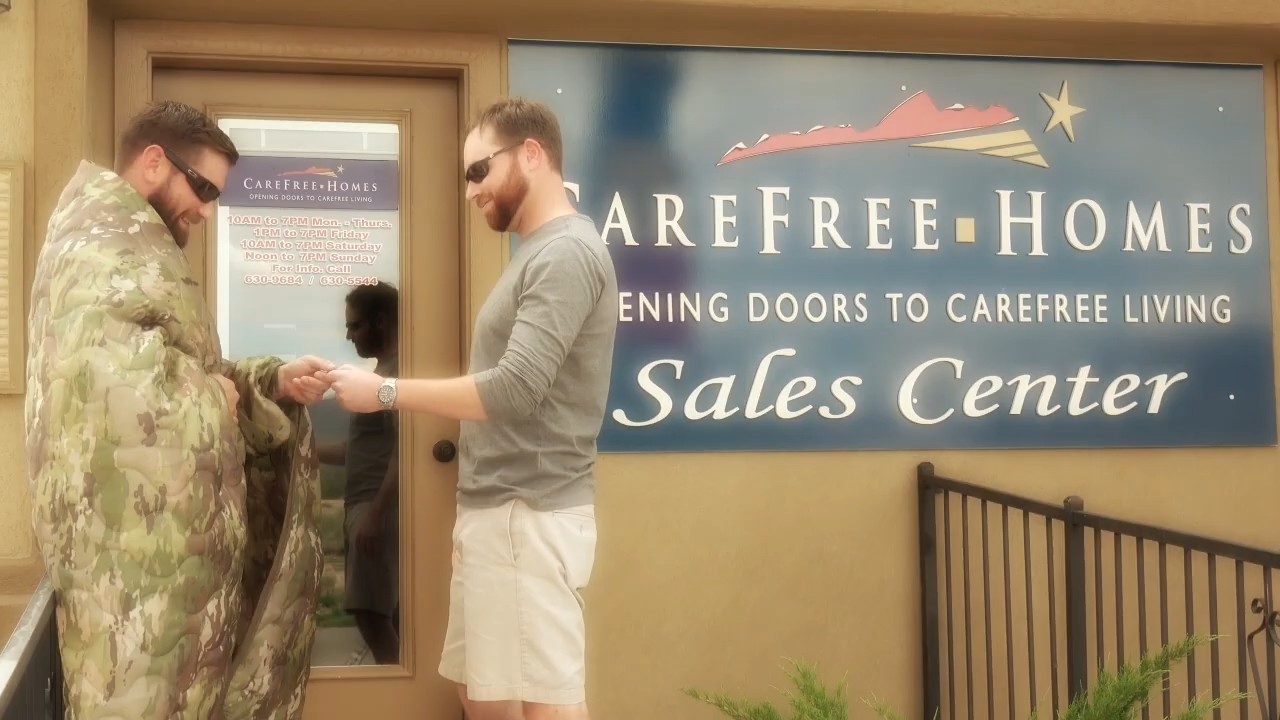 CAREFREE HOMES
OPENING DOORS TO CAREFREE LIVING
10AM to 7PM Mon. - Thurs.
1PM to 7PM Friday
10AM to 7PM Saturday
Noon to 7PM Sunday
For Info. Call
630-9684 / 630-5544
CAREFREE HOMES
ENING DOORS TO CAREFREE LIVING
Sales Center